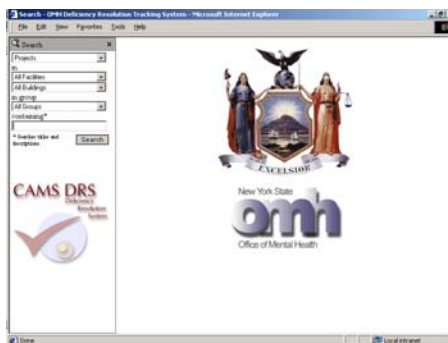 Search - OMH Deficiency Resolution Tracking System - Microsoft Internet Explorer
File Edit View Favorites Tools Help
Search
Projects
in
All Facilities
All Buildings
in group
All Groups
containing*
* Searches titles and
descriptions
Search
EXCELSIOR
CAMS DRS
Deficiency
Resolution
System
New York State
omh
Office of Mental Health
Done
Local intranet